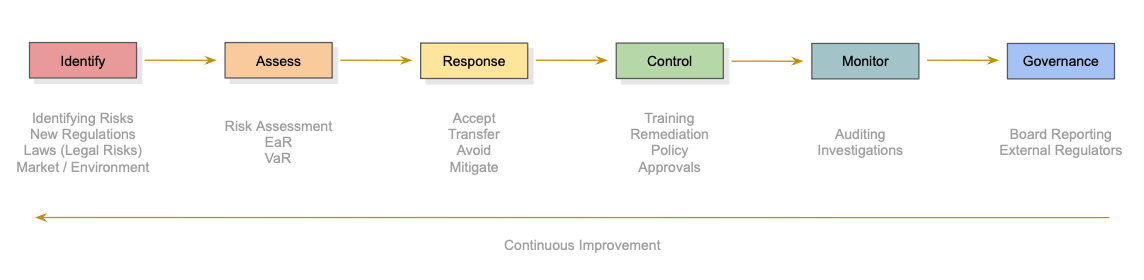 Identify
Assess
Response
Control
Monitor
Governance
Identifying Risks
New Regulations
Laws (Legal Risks)
Market / Environment
Risk Assessment
EaR
VaR
Accept
Transfer
Avoid
Mitigate
Training
Remediation
Policy
Approvals
Auditing
Investigations
Board Reporting
External Regulators
Continuous Improvement